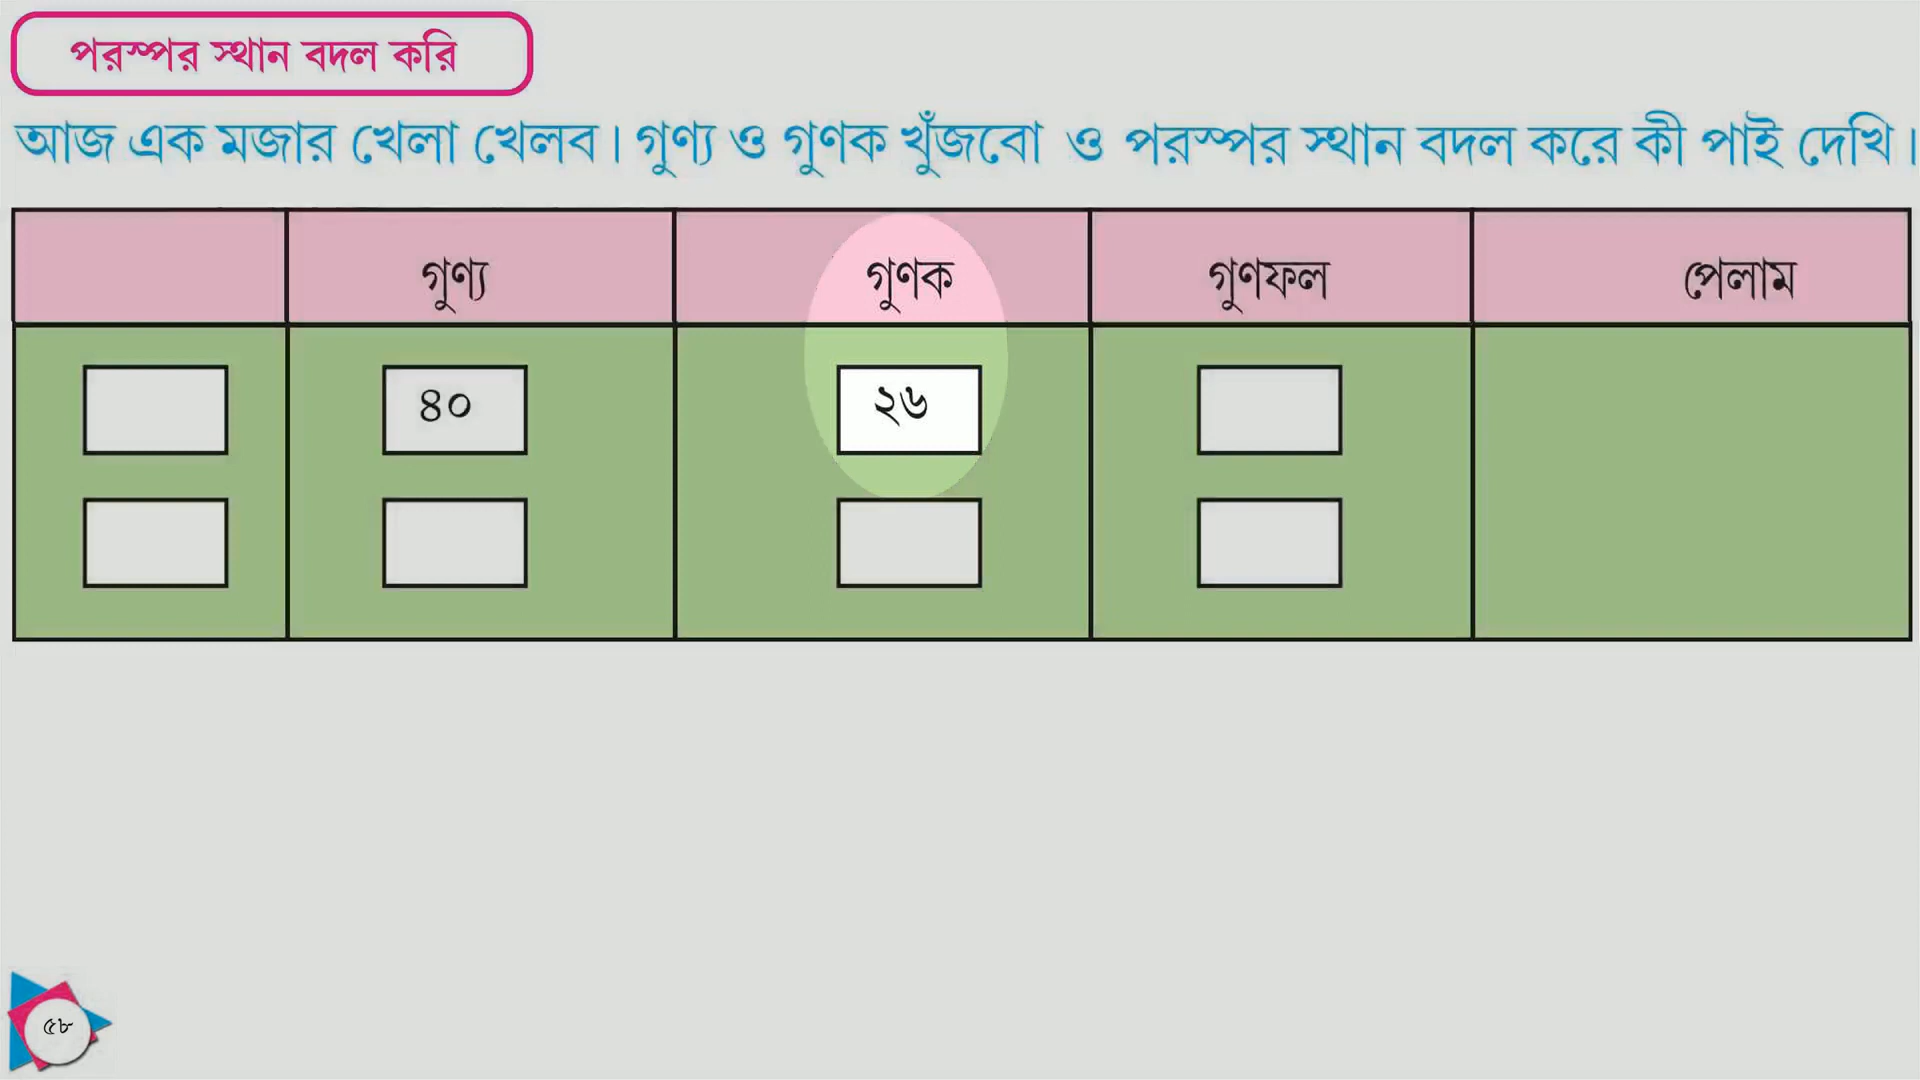 পরস্পর স্থান বদল করি
আজ এক মজার খেলা খেলব। গুণ্য ও গুণক খুঁজবো ও পরস্পর স্থান বদল করে কী পাই দেখি।
গুণ্য গুণক গুণফল পেলাম
৪০ ২৬
৫৮